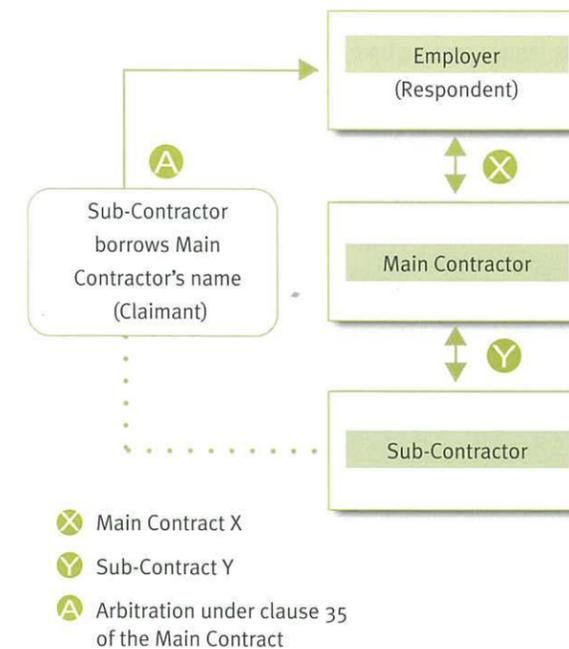 Employer
(Respondent)
A
X
Sub-Contractor
borrows Main
Contractor's name
(Claimant)
Main Contractor
Y
Sub-Contractor
X Main Contract X
Y Sub-Contract Y
A Arbitration under clause 35
of the Main Contract